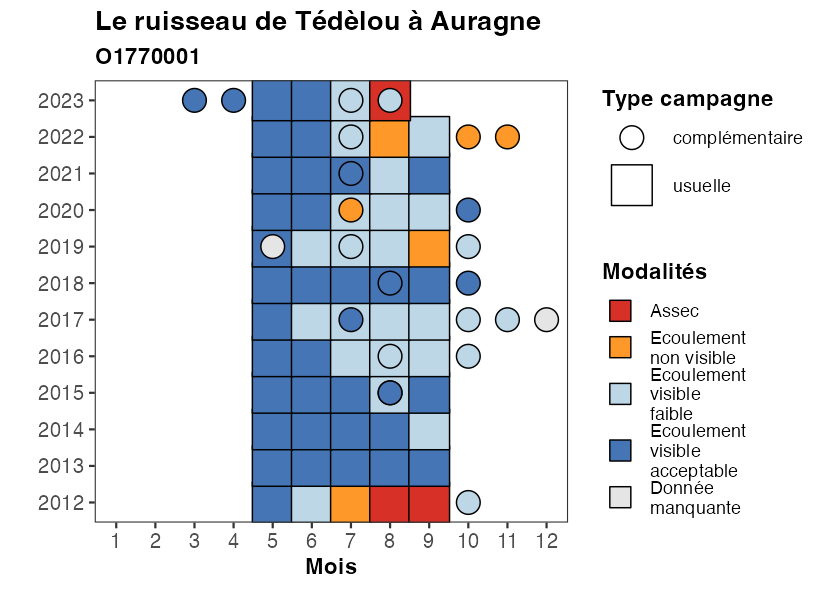 Le ruisseau de Tédèlou à Auragne
O1770001
2023
2022
2021
2020
2019
2018
2017
2016
2015
2014
2013
2012
1 2 3 4 5 6 7 8 9 10 11 12
Mois
Type campagne
complémentaire
usuelle
Modalités
Assec
Ecoulement
non visible
Ecoulement
visible
faible
Ecoulement
visible
acceptable
Donnée
manquante